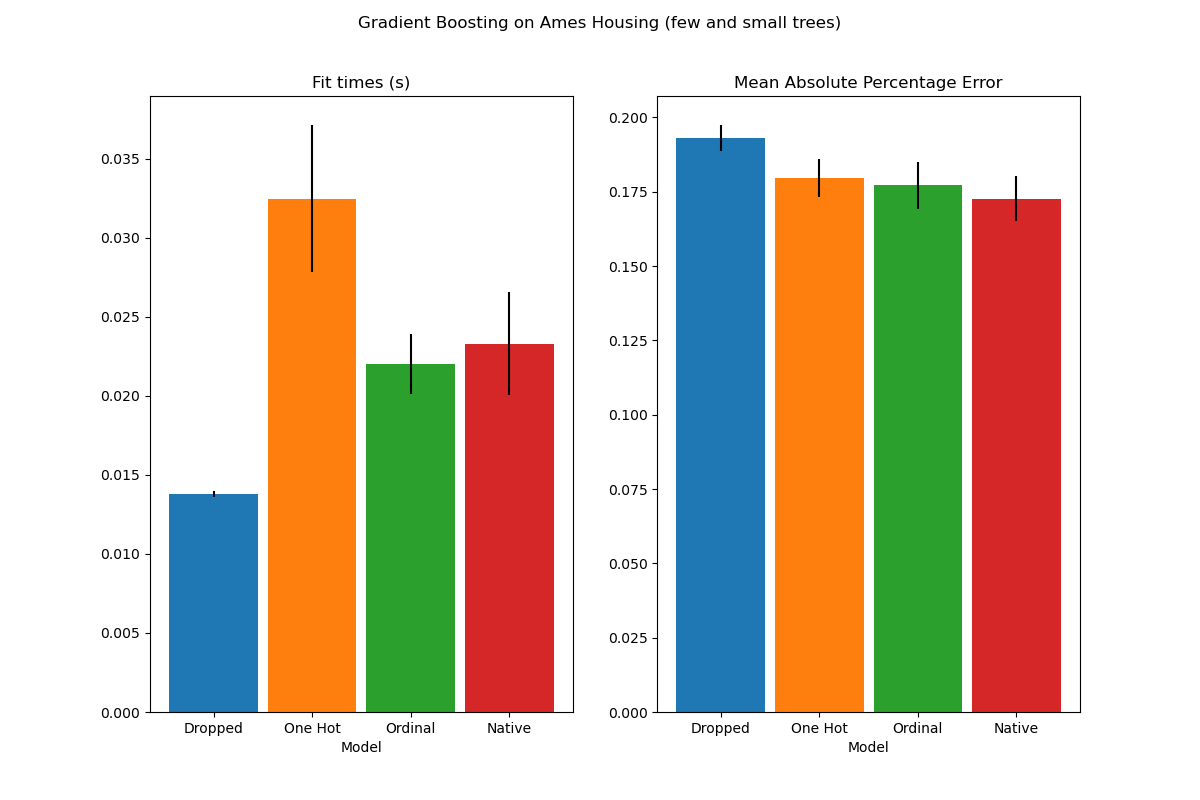 Gradient Boosting on Ames Housing (few and small trees)
Fit times (s)
0.035
0.030
0.025
0.020
0.015
0.010
0.005
0.000
Dropped One Hot Ordinal Native
Model
Mean Absolute Percentage Error
0.200
0.175
0.150
0.125
0.100
0.075
0.050
0.025
0.000
Dropped One Hot Ordinal Native
Model